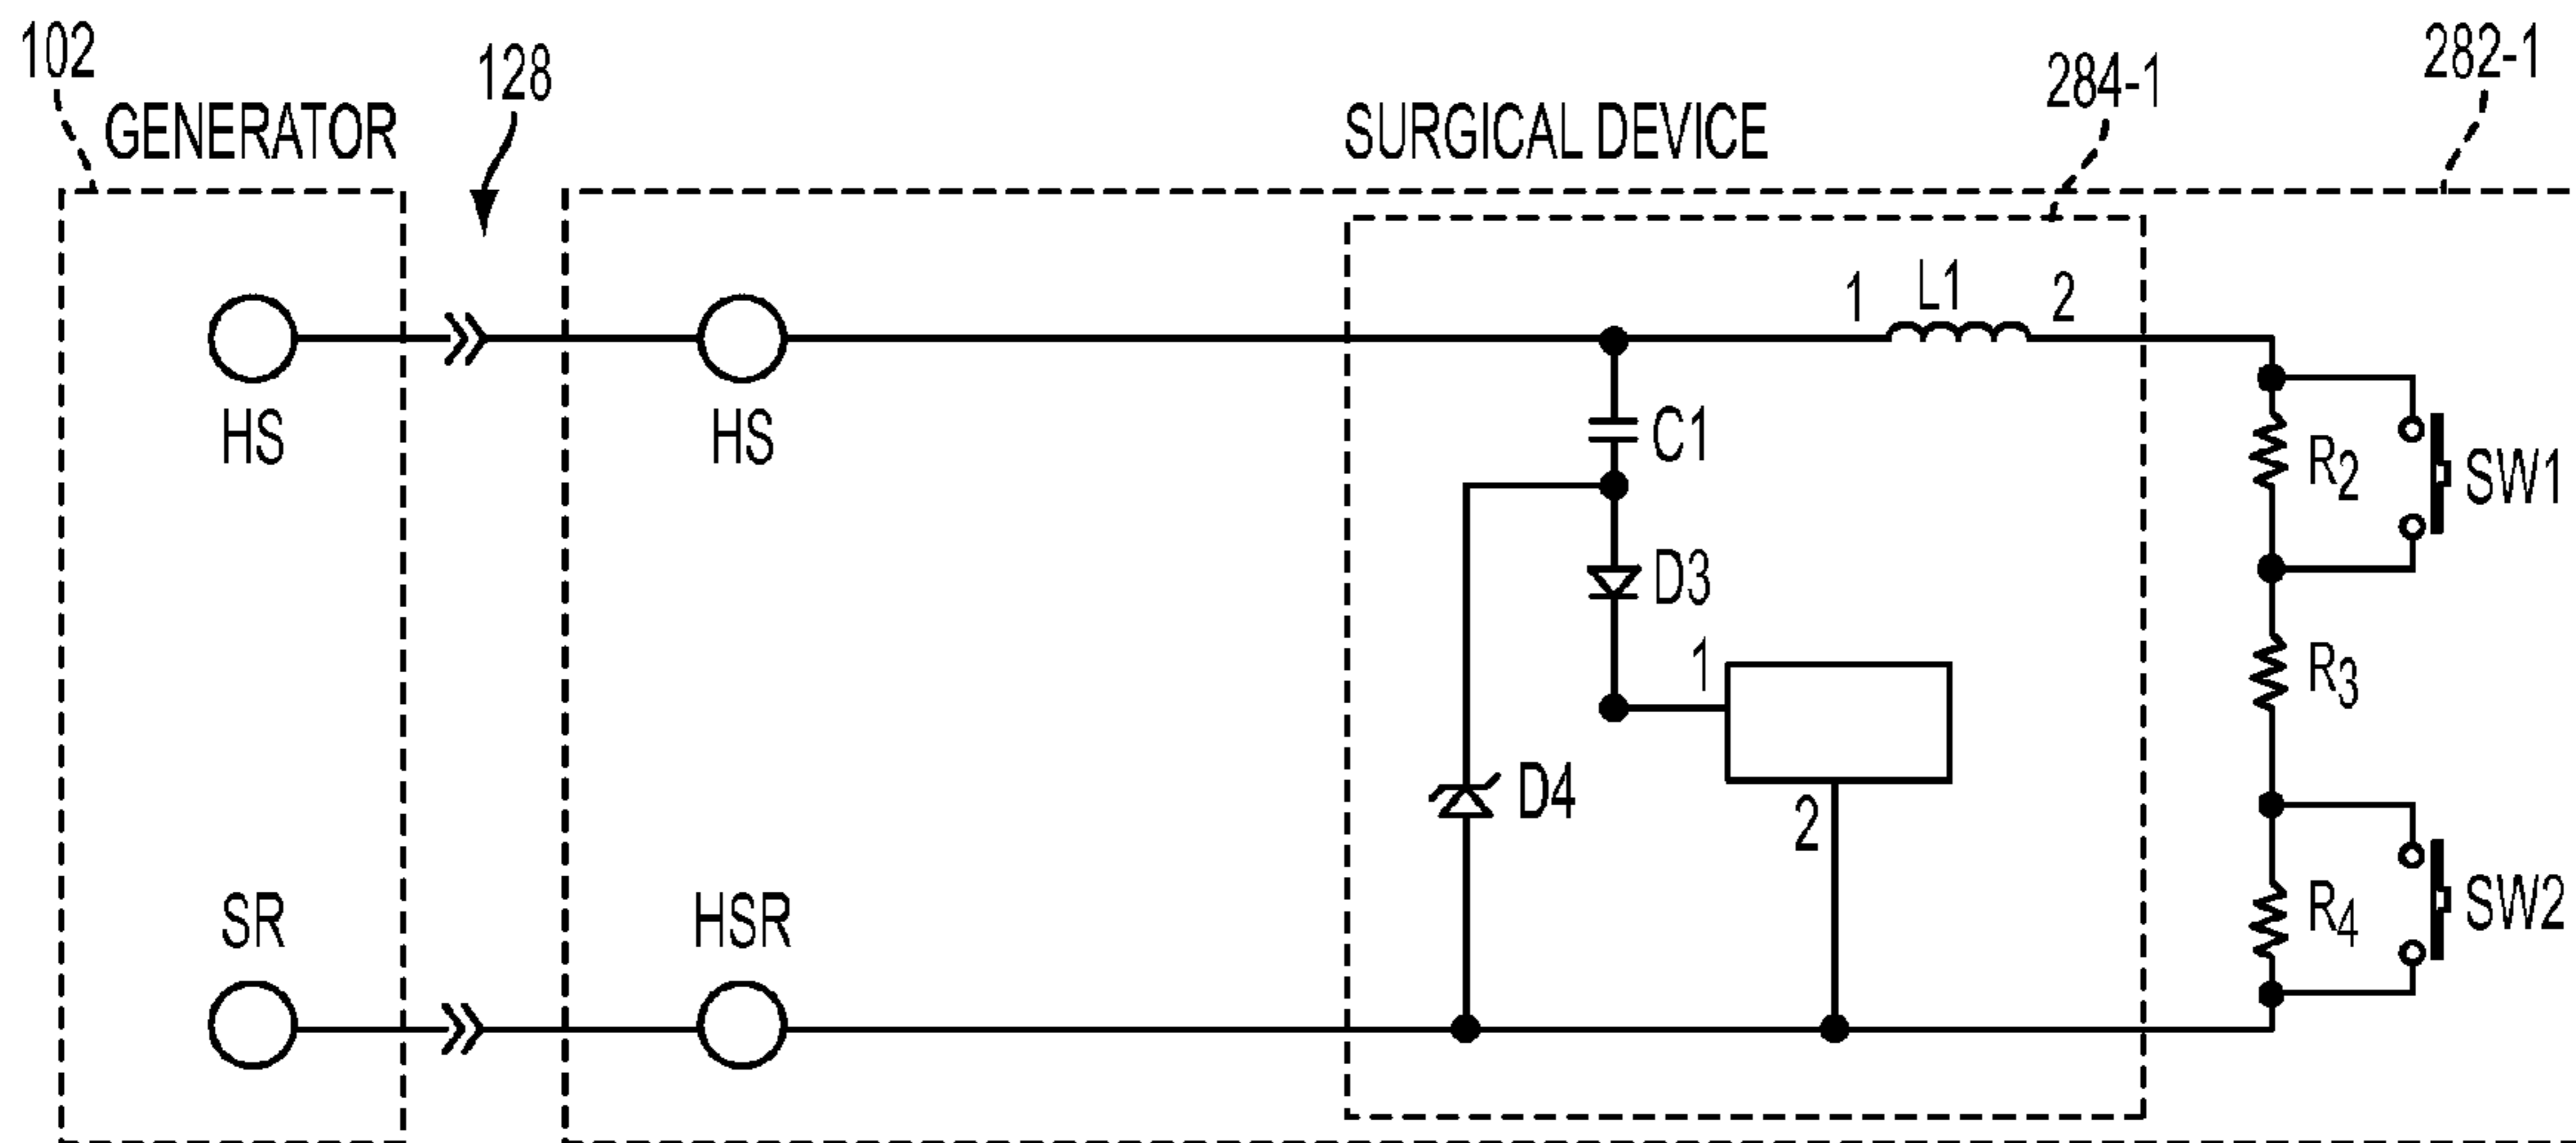 102
GENERATOR
128
SURGICAL DEVICE
284-1
282-1
HS
HS
1
L1
2
C1
R2
SW1
D3
1
R3
D4
2
SR
HSR
R4
SW2